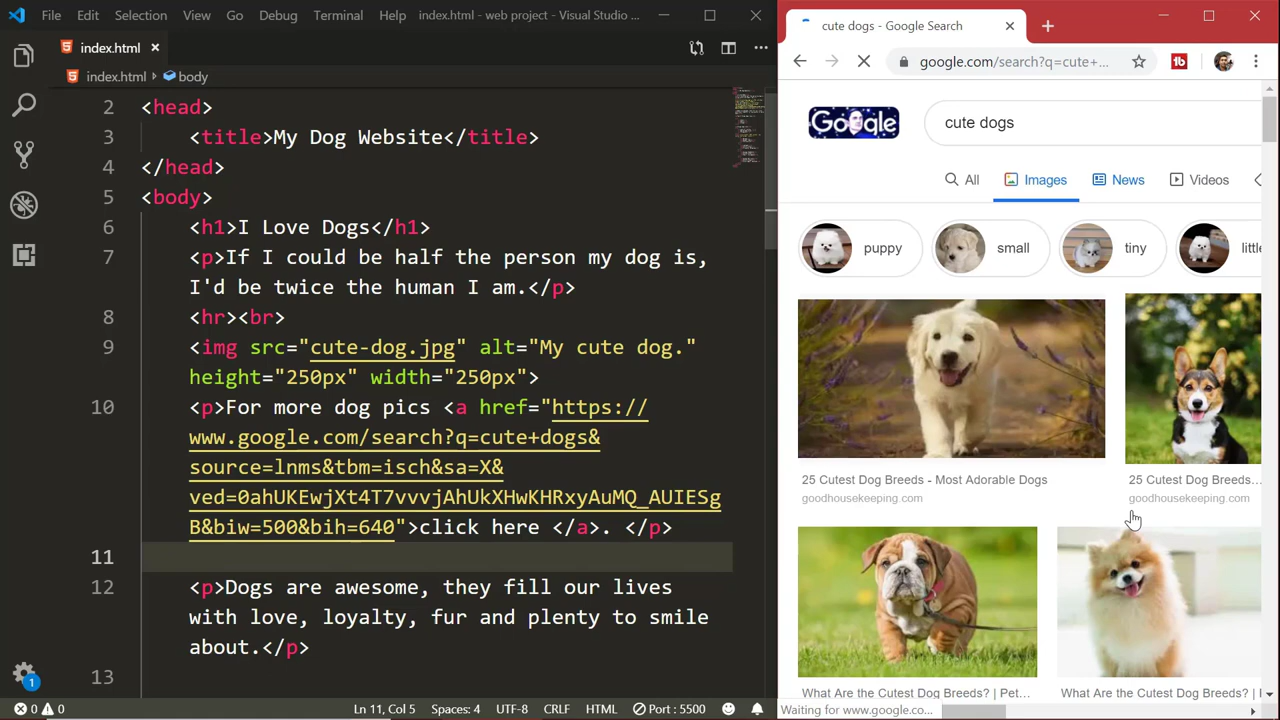 File Edit Selection View Go Debug Terminal Help index.html - web project - Visual Studio ...
index.html
index.html > body
2 <head>
3 <title>My Dog Website</title>
4 </head>
5 <body>
6 <h1>I Love Dogs</h1>
7 <p>If I could be half the person my dog is,
I'd be twice the human I am.</p>
8 <hr><br>
9 <img src="cute-dog.jpg" alt="My cute dog."
height="250px" width="250px">
10 <p>For more dog pics <a href="https://
www.google.com/search?q=cute+dogs&
source=lnms&tbm=isch&sa=X&
ved=0ahUKEwjXt4T7vvvjAhUkXHwKHRxyAuMQ_AUIESg
B&biw=500&bih=640">click here </a>. </p>
11
12 <p>Dogs are awesome, they fill our lives
with love, loyalty, fur and plenty to smile
about.</p>
13
1
0 0 Ln 11, Col 5 Spaces: 4 UTF-8 CRLF HTML Port : 5500
cute dogs - Google Search
google.com/search?q=cute+...
tb
Google
cute dogs
All Images News Videos
puppy small tiny little
25 Cutest Dog Breeds - Most Adorable Dogs
goodhousekeeping.com
25 Cutest Dog Breeds...
goodhousekeeping.com
What Are the Cutest Dog Breeds? | Pet...
What Are the Cutest Dog Breeds? | 
Waiting for www.google.co...